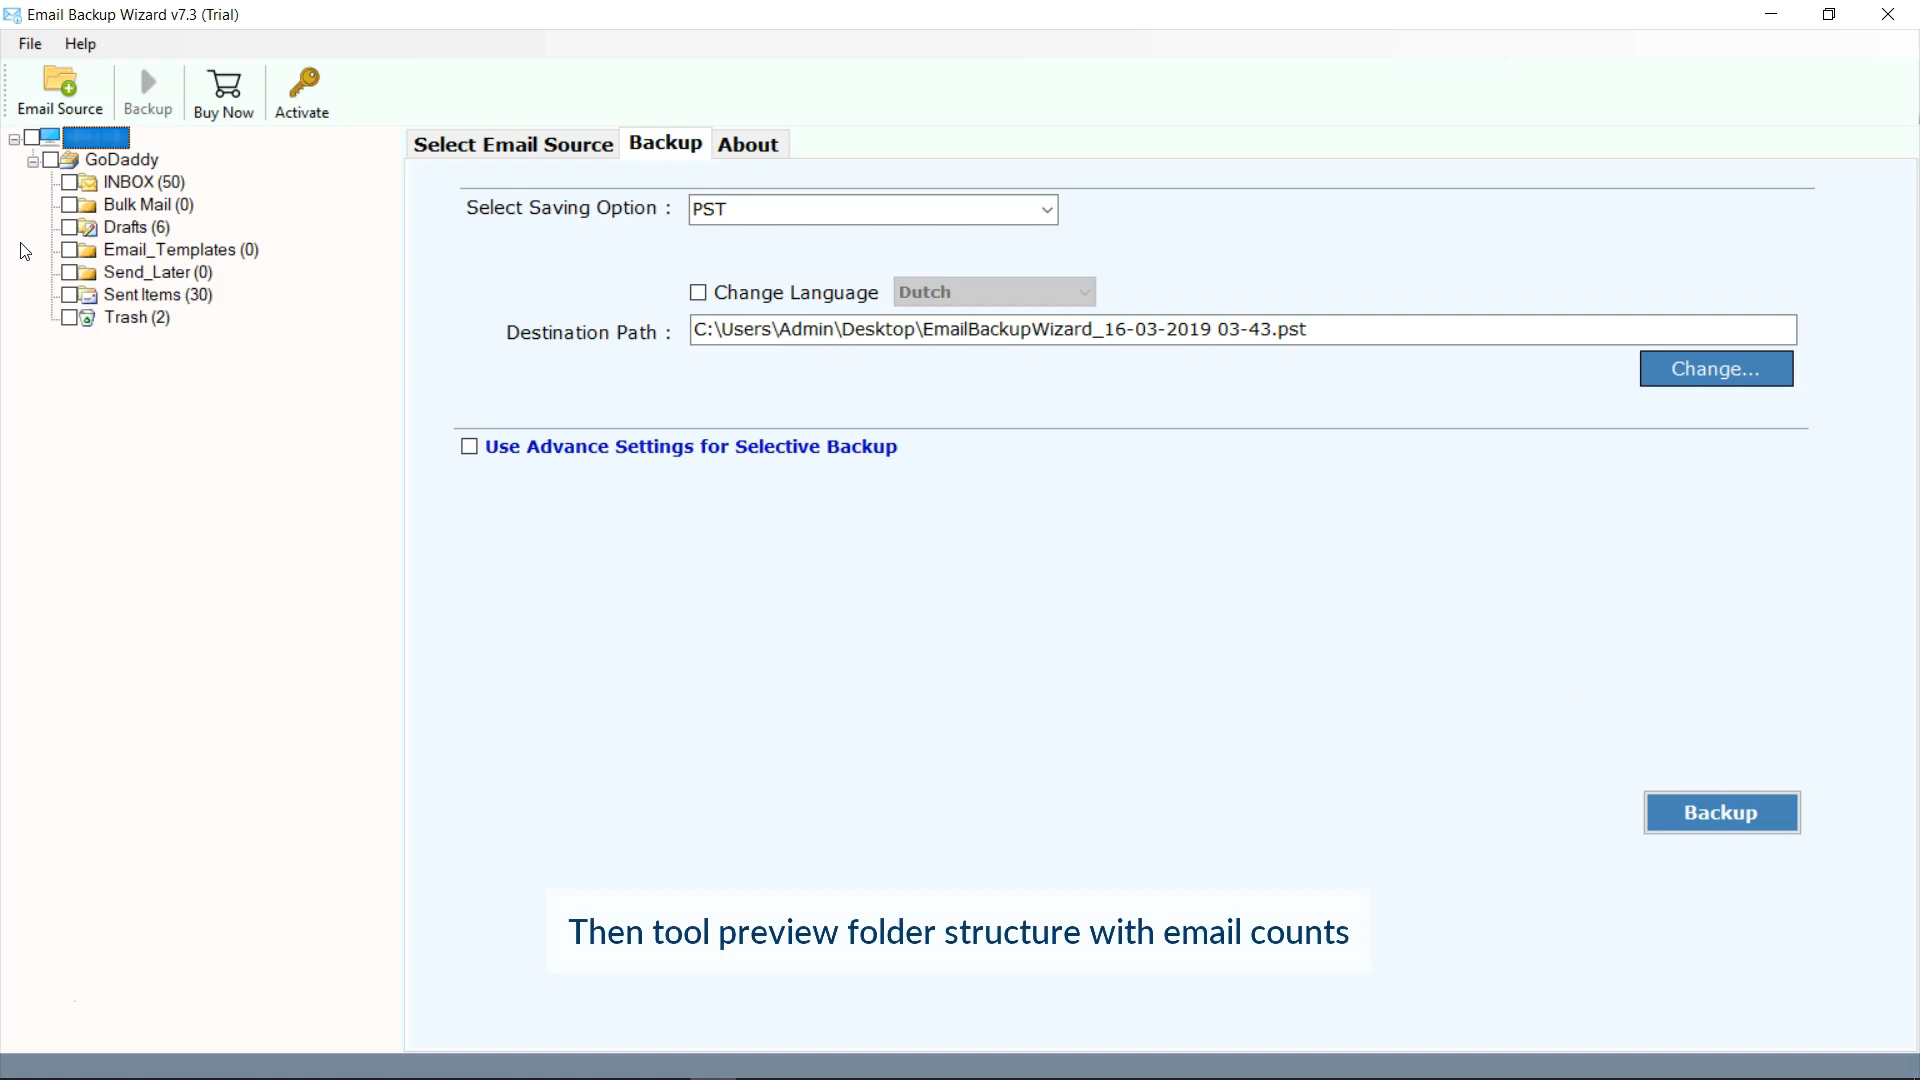 Email Backup Wizard v7.3 (Trial)
File Help
Email Source Backup Buy Now Activate
GoDaddy
INBOX (50)
Bulk Mail (0)
Drafts (6)
Email_Templates (0)
Send_Later (0)
Sent Items (30)
Trash (2)
Select Email Source Backup About
Select Saving Option : PST
Change Language Dutch
Destination Path : C:\Users\Admin\Desktop\EmailBackupWizard_16-03-2019 03-43.pst
Change...
Use Advance Settings for Selective Backup
Backup
Then tool preview folder structure with email counts